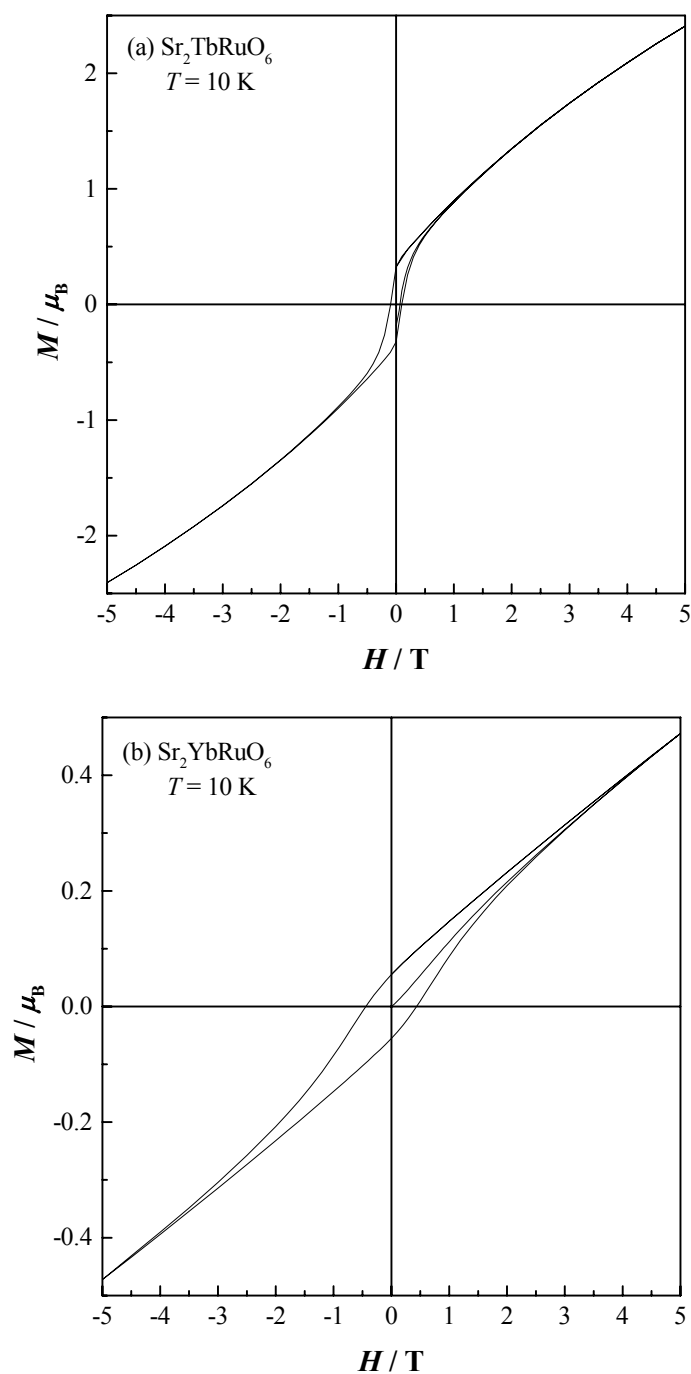 (a) Sr₂TbRuO₆
T = 10 K
2
1
0
-1
-2
M / μB
-5 -4 -3 -2 -1 0 1 2 3 4 5
H / T
(b) Sr₂YbRuO₆
T = 10 K
0.4
0.2
0.0
-0.2
-0.4
M / μB
-5 -4 -3 -2 -1 0 1 2 3 4 5
H / T